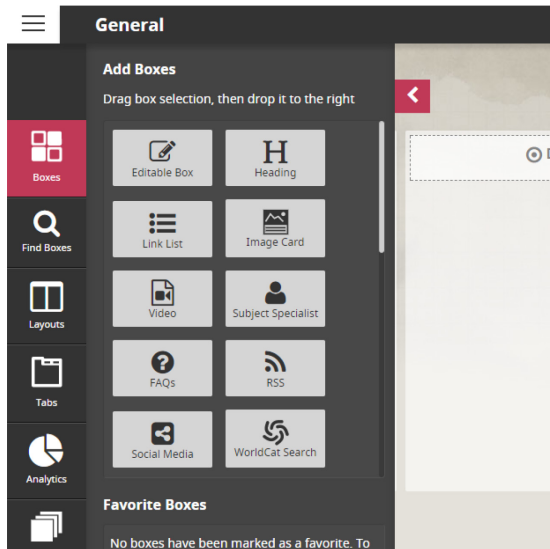 General
Add Boxes
Drag box selection, then drop it to the right
Boxes
Find Boxes
Layouts
Tabs
Analytics
Editable Box
H
Heading
Link List
Image Card
Video
Subject Specialist
FAQs
RSS
Social Media
WorldCat Search
Favorite Boxes
No boxes have been marked as a favorite. To